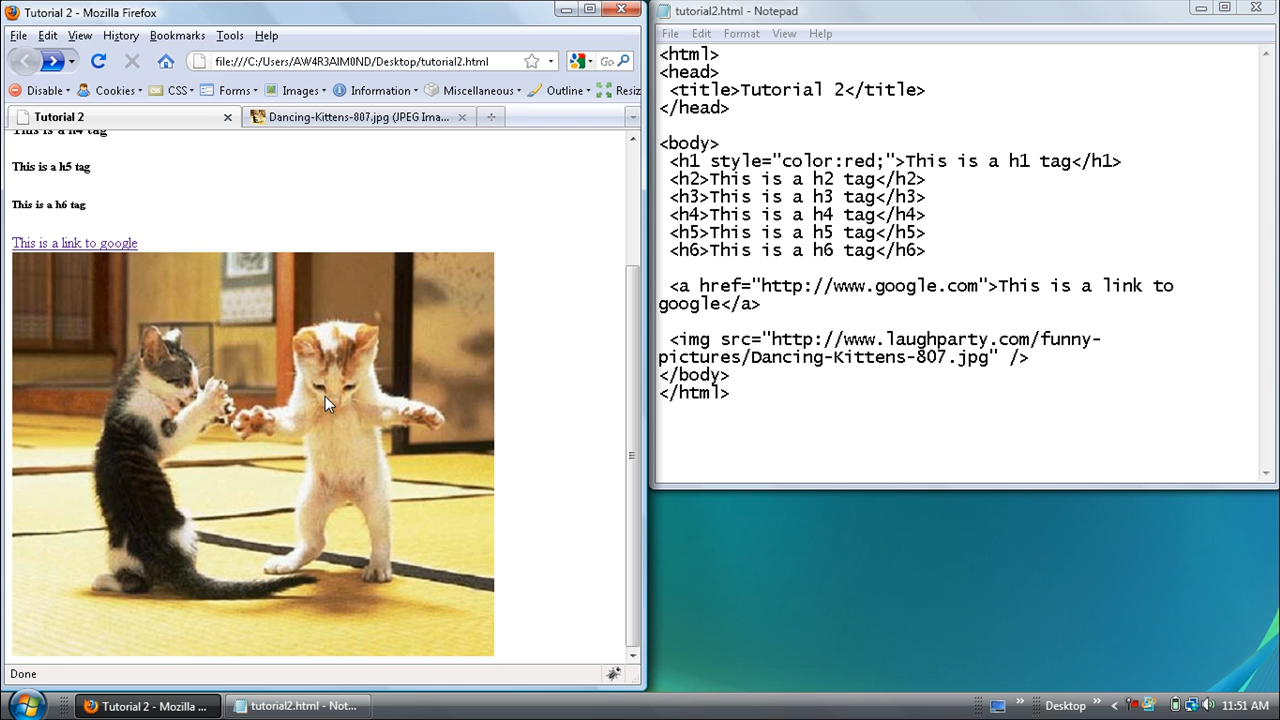 Tutorial 2 - Mozilla Firefox
File Edit View History Bookmarks Tools Help
file:///C:/Users/AW4R3AIM0ND/Desktop/tutorial2.html
Go
Disable Cookies CSS Forms Images Information Miscellaneous Outline Resiz
Tutorial 2
Dancing-Kittens-807.jpg (JPEG Ima...
This is a h4 tag
This is a h5 tag
This is a h6 tag
This is a link to google
Done
tutorial2.html - Notepad
File Edit Format View Help
<html>
<head>
<title>Tutorial 2</title>
</head>
<body>
<h1 style="color:red;">This is a h1 tag</h1>
<h2>This is a h2 tag</h2>
<h3>This is a h3 tag</h3>
<h4>This is a h4 tag</h4>
<h5>This is a h5 tag</h5>
<h6>This is a h6 tag</h6>
<a href="http://www.google.com">This is a link to
google</a>
<img src="http://www.laughparty.com/funny-
pictures/Dancing-Kittens-807.jpg" />
</body>
</html>
Tutorial 2 - Mozilla ...
tutorial2.html - Not...
Desktop
11:51 AM